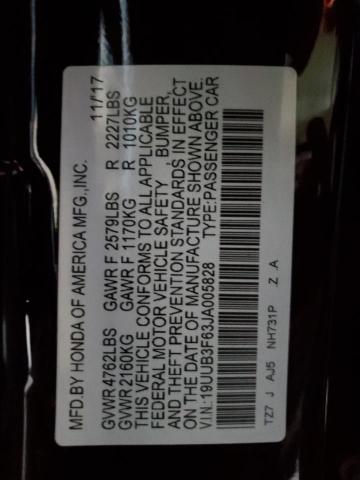 MFD.BY HONDA OF AMERICA MFG.,INC. 11/'17
GVWR 4762LBS GAWR F 2579LBS R 2227LBS
GVWR 2160KG GAWR F 1170KG R 1010KG
THIS VEHICLE CONFORMS TO ALL APPLICABLE
FEDERAL MOTOR VEHICLE SAFETY , BUMPER,
AND THEFT PREVENTION STANDARDS IN EFFECT
ON THE DATE OF MANUFACTURE SHOWN ABOVE.
V.I.N.:19UUB3F63JA005828 TYPE:PASSENGER CAR
TZ7 J AJ5 NH731P .Z .A